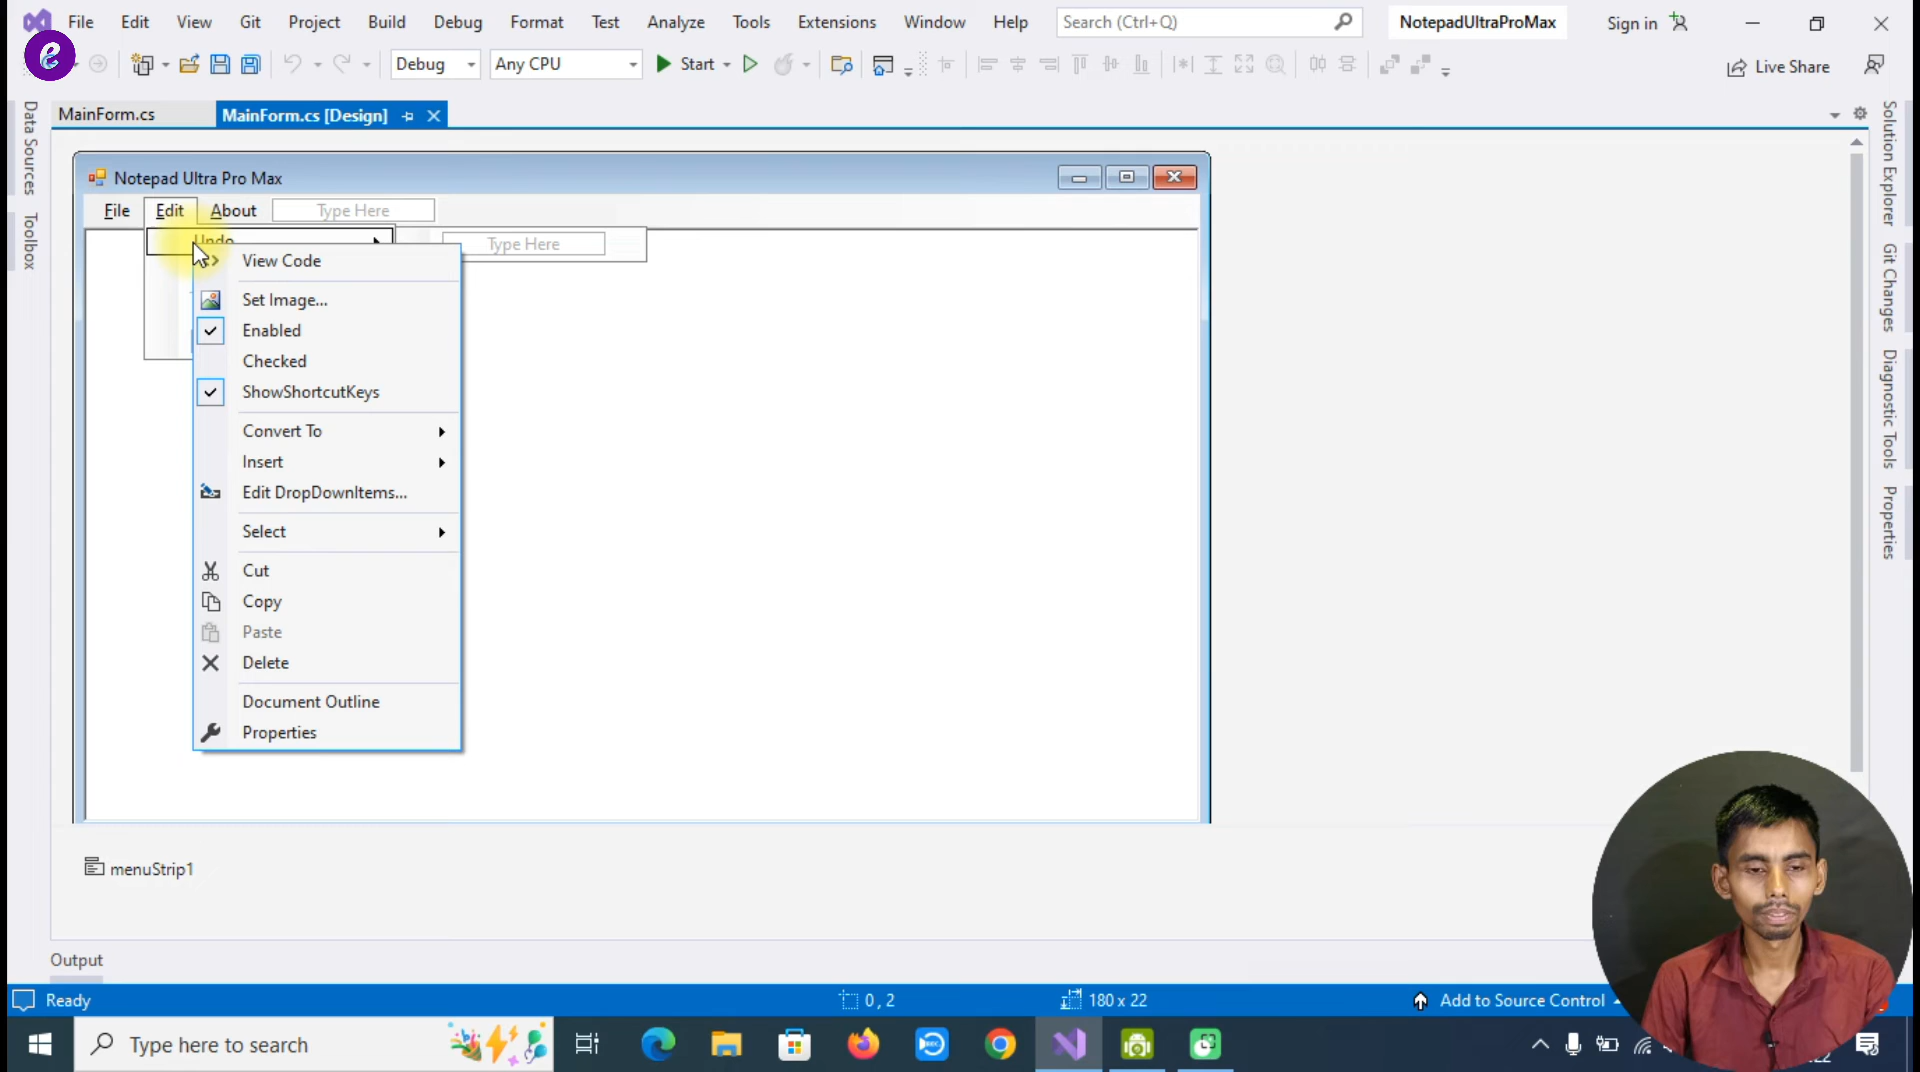 File Edit View Git Project Build Debug Format Test Analyze Tools Extensions Window Help Search (Ctrl+Q) NotepadUltraProMax Sign in
e Debug Any CPU Start Live Share
MainForm.cs MainForm.cs [Design]
Data Sources
Toolbox
Solution Explorer
Git Changes
Diagnostic Tools
Properties
Notepad Ultra Pro Max
File Edit About Type Here
Undo Type Here
View Code
Set Image...
Enabled
Checked
ShowShortcutKeys
Convert To
Insert
Edit DropDownItems...
Select
Cut
Copy
Paste
Delete
Document Outline
Properties
menuStrip1
Output
Ready 0 , 2 180 x 22 Add to Source Control
Type here to search